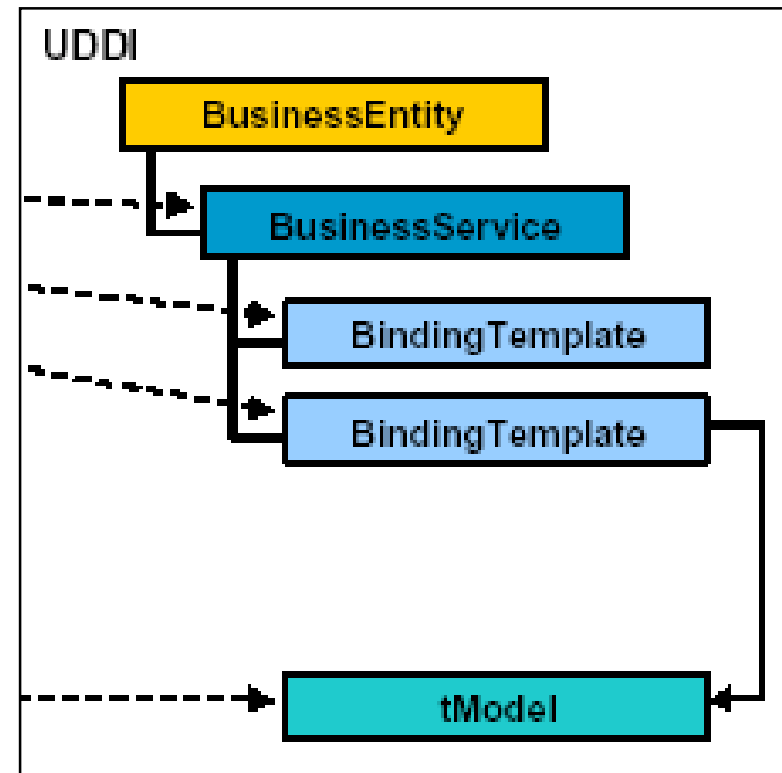 UDDI
BusinessEntity
BusinessService
BindingTemplate
BindingTemplate
tModel